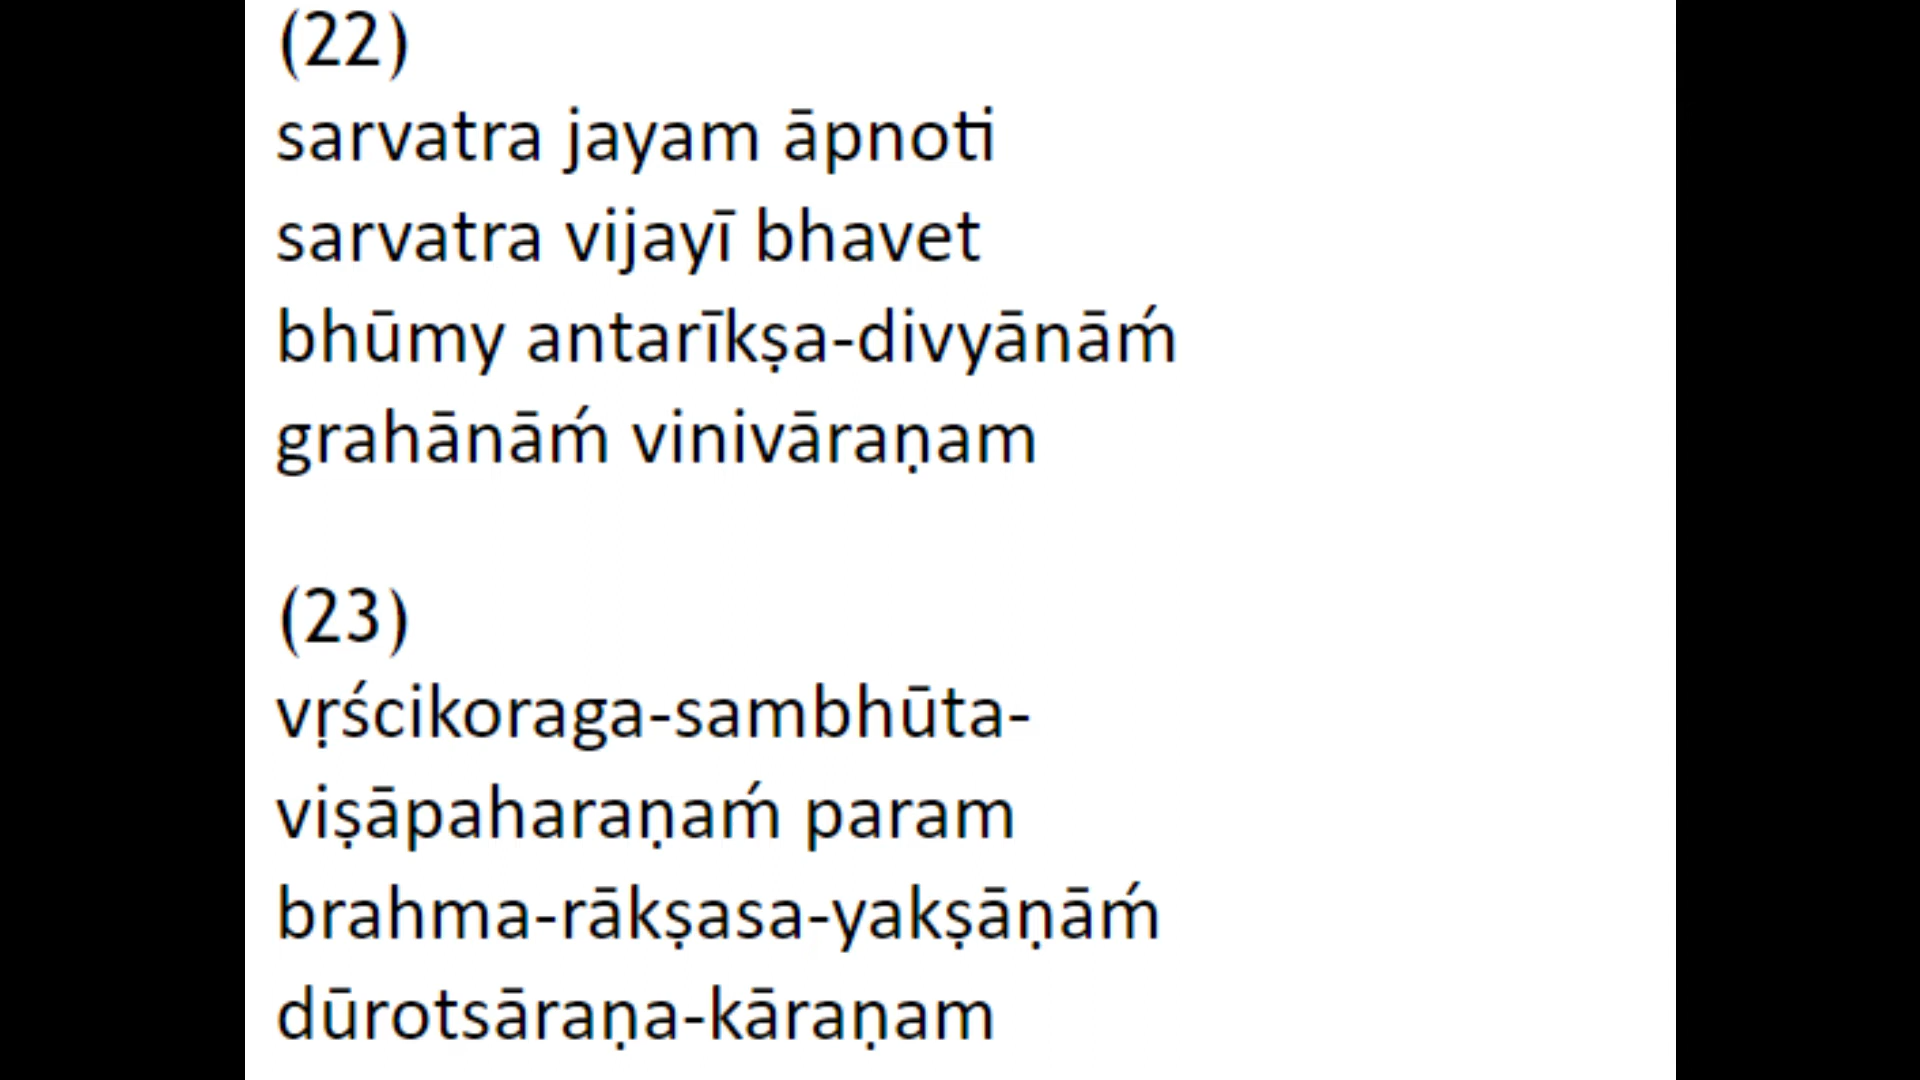 (22)
sarvatra jayam āpnoti
sarvatra vijayī bhavet
bhūmy antarīkṣa-divyānāḿ
grahānāḿ vinivāraṇam
(23)
vṛścikoraga-sambhūta-
viṣāpaharaṇaḿ param
brahma-rākṣasa-yakṣāṇāḿ
dūrotsāraṇa-kāraṇam